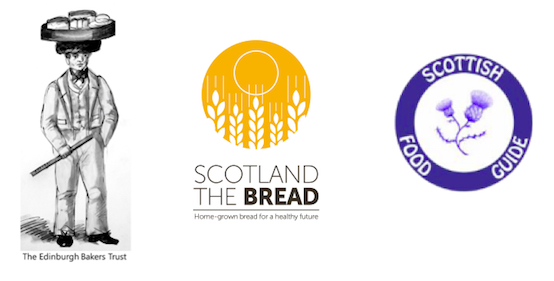 The Edinburgh Bakers Trust
SCOTLAND
THE BREAD
Home-grown bread for a healthy future
SCOTTISH
FOOD
GUIDE